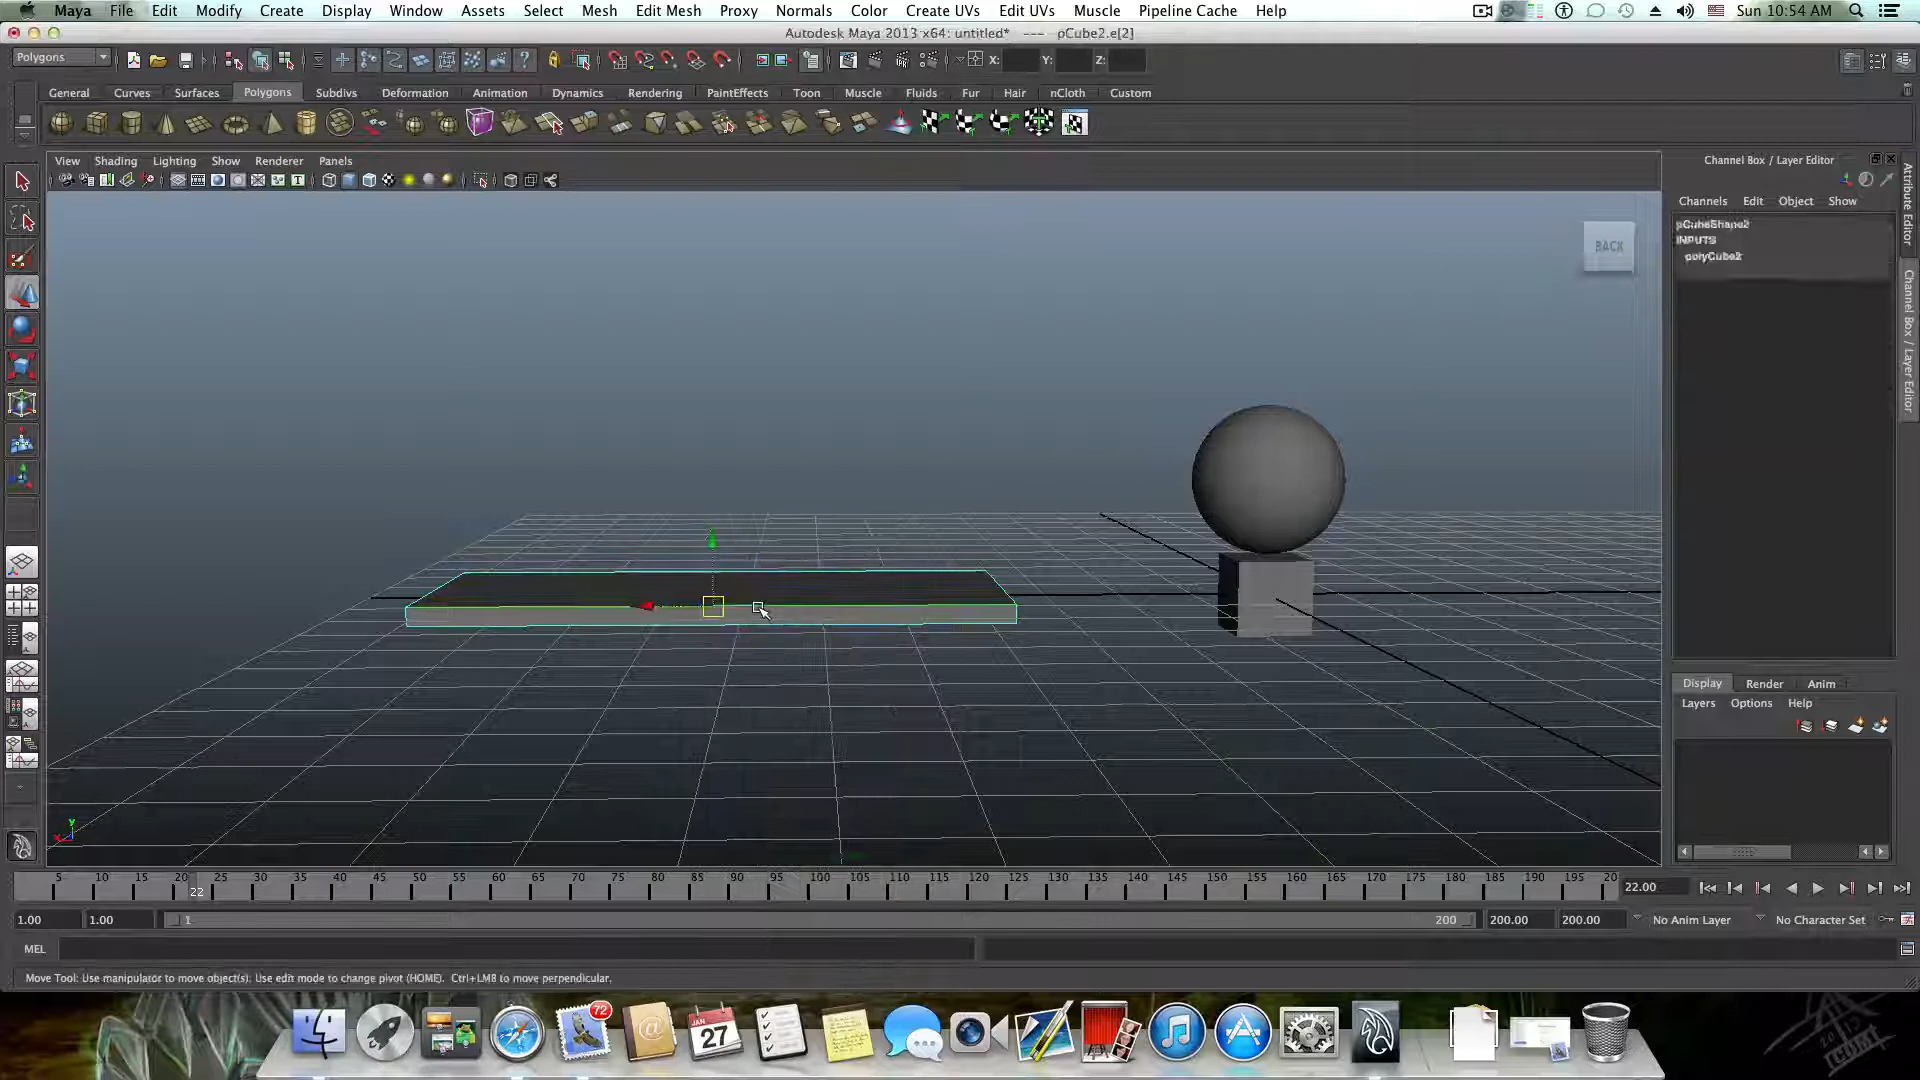 Maya File Edit Modify Create Display Window Assets Select Mesh Edit Mesh Proxy Normals Color Create UVs Edit UVs Muscle Pipeline Cache Help Sun 10:54 AM
Autodesk Maya 2013 x64: untitled* --- pCube2.e[2]
Polygons X: Y: Z:
General Curves Surfaces Polygons Subdivs Deformation Animation Dynamics Rendering PaintEffects Toon Muscle Fluids Fur Hair nCloth Custom
View Shading Lighting Show Renderer Panels
Channel Box / Layer Editor
Channels Edit Object Show
pCubeShape2
INPUTS
polyCube2
Attribute Editor
Channel Box / Layer Editor
BACK
Display Render Anim
Layers Options Help
5 10 15 20 25 30 35 40 45 50 55 60 65 70 75 80 85 90 95 100 105 110 115 120 125 130 135 140 145 150 155 160 165 170 175 180 185 190 195 20
22
22.00
1.00 1.00 1 200 200.00 200.00 No Anim Layer No Character Set
MEL
Move Tool: Use manipulator to move object(s). Use edit mode to change pivot (HOME). Ctrl+LMB to move perpendicular.
72
JAN
27